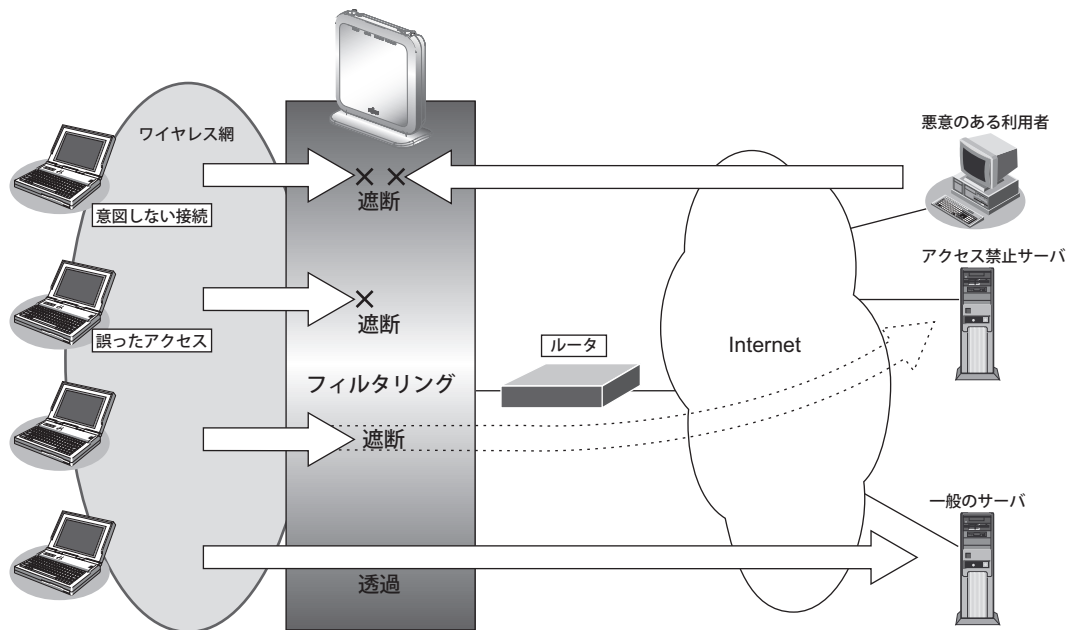 ワイヤレス網
悪意のある利用者
遮断
意図しない接続
アクセス禁止サーバ
遮断
誤ったアクセス
ルータ
Internet
フィルタリング
遮断
一般のサーバ
透過